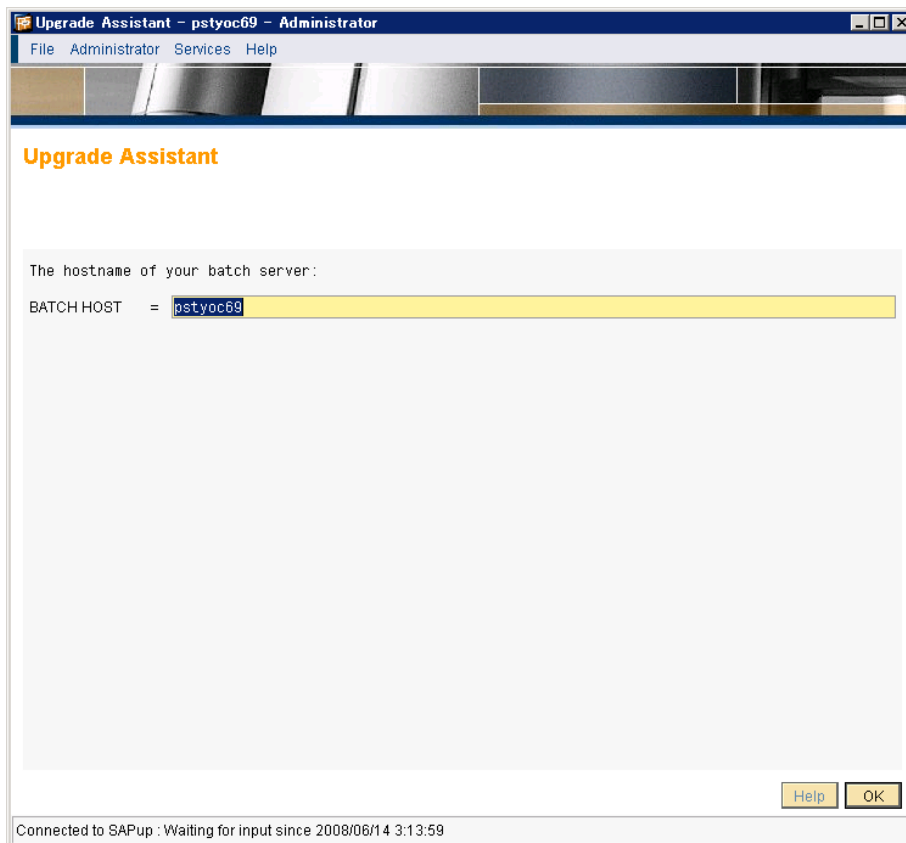 Upgrade Assistant - pstyoc69 - Administrator
File Administrator Services Help
Upgrade Assistant
The hostname of your batch server:
BATCH HOST = pstyoc69
Help OK
Connected to SAPup : Waiting for input since 2008/06/14 3:13:59